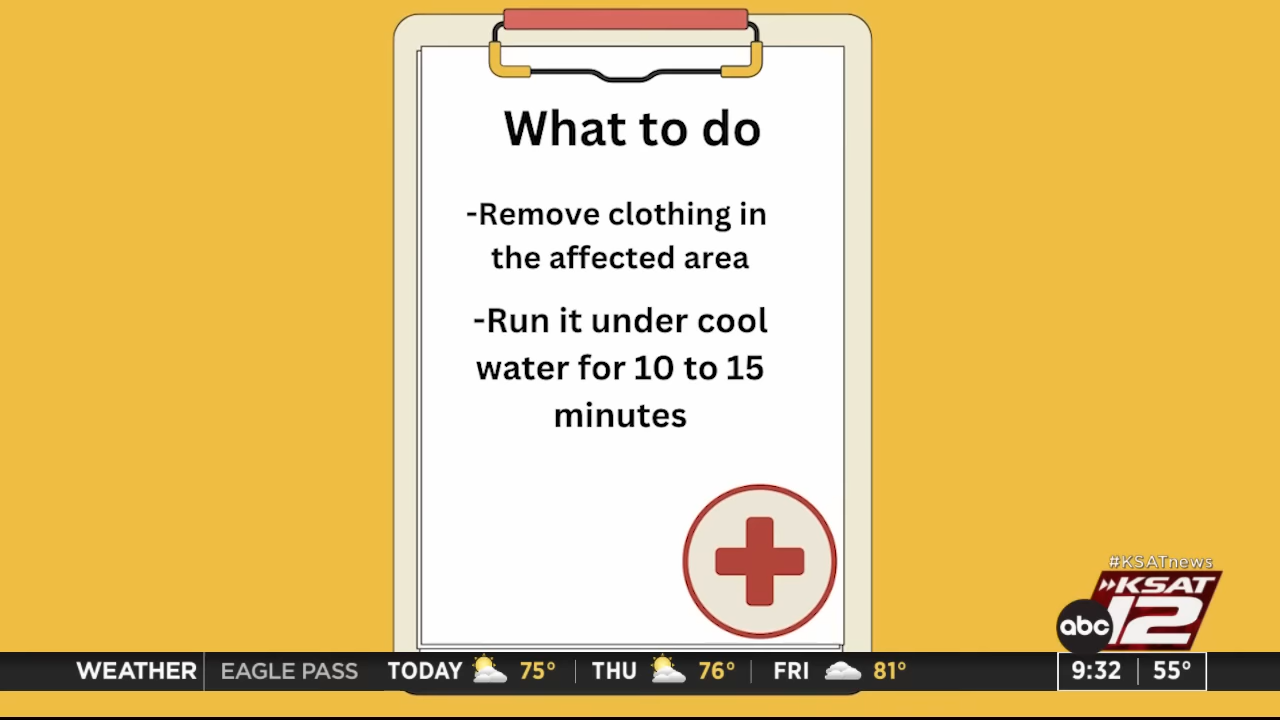 What to do
-Remove clothing in
the affected area
-Run it under cool
water for 10 to 15
minutes
#KSATnews
KSAT
abc 12
WEATHER EAGLE PASS TODAY 75° THU 76° FRI 81° 9:32 55°